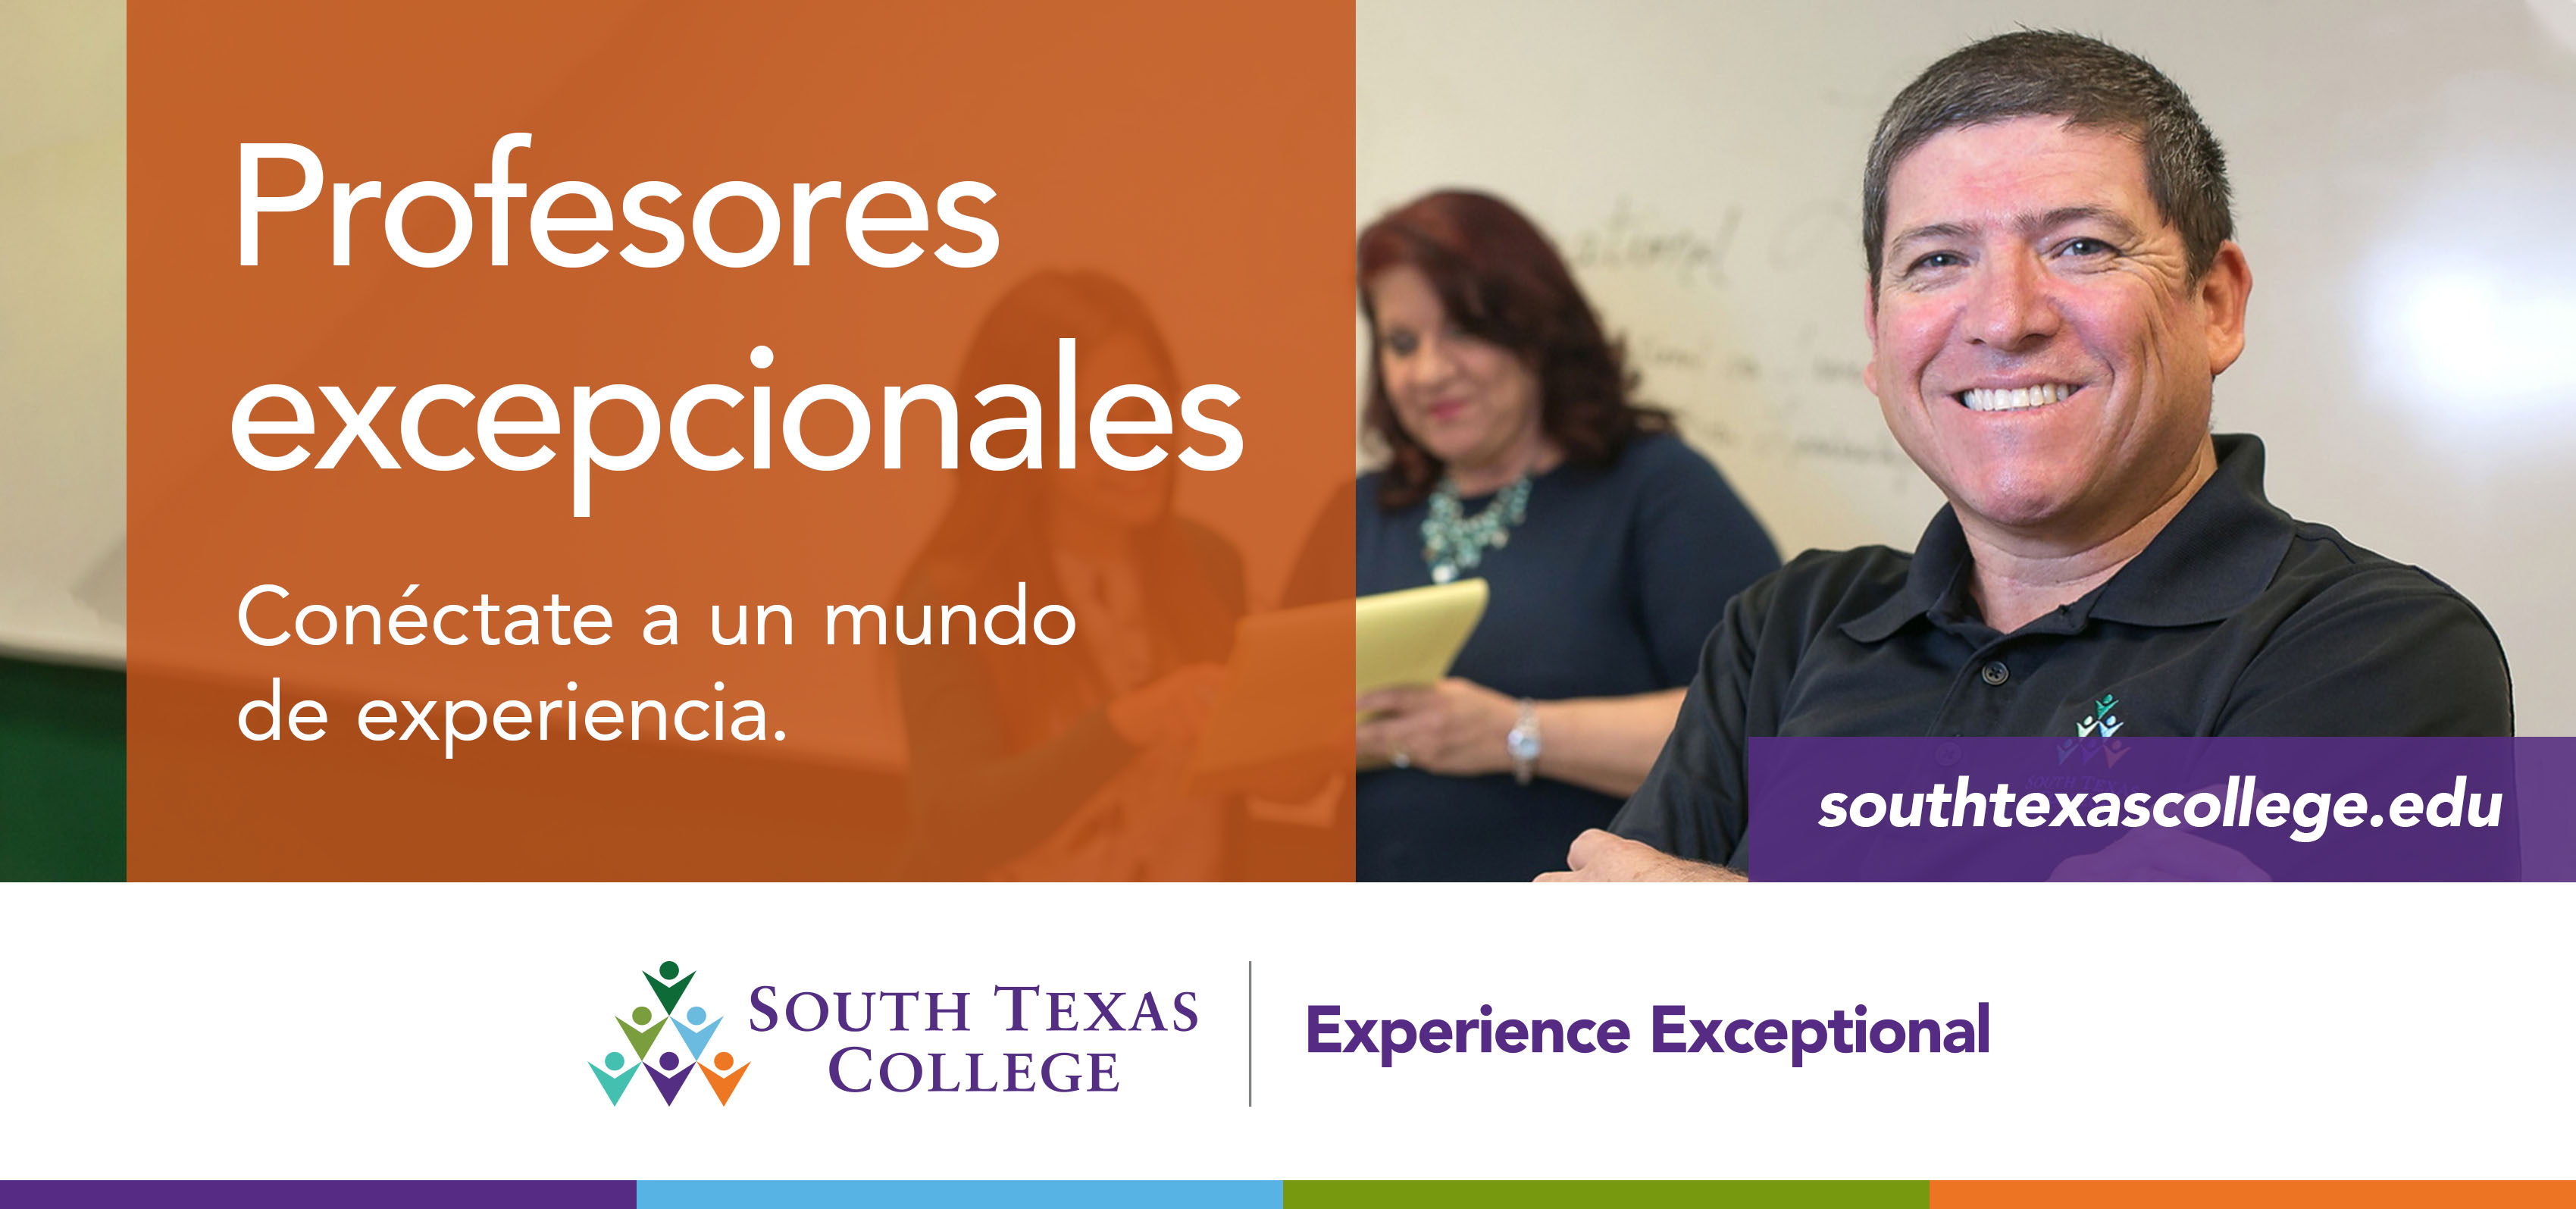 Profesores
excepcionales
Conéctate a un mundo
de experiencia.
southtexascollege.edu
SOUTH TEXAS
COLLEGE
Experience Exceptional